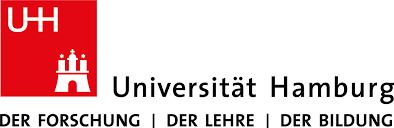 UHH
Universität Hamburg
DER FORSCHUNG | DER LEHRE | DER BILDUNG